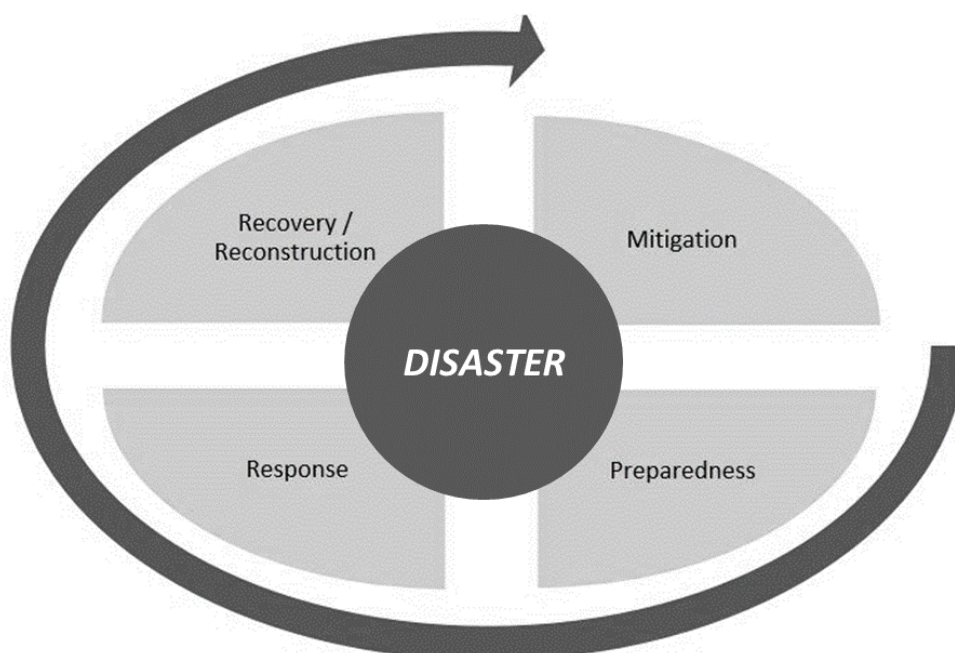 Recovery /
Reconstruction
Mitigation
DISASTER
Response
Preparedness